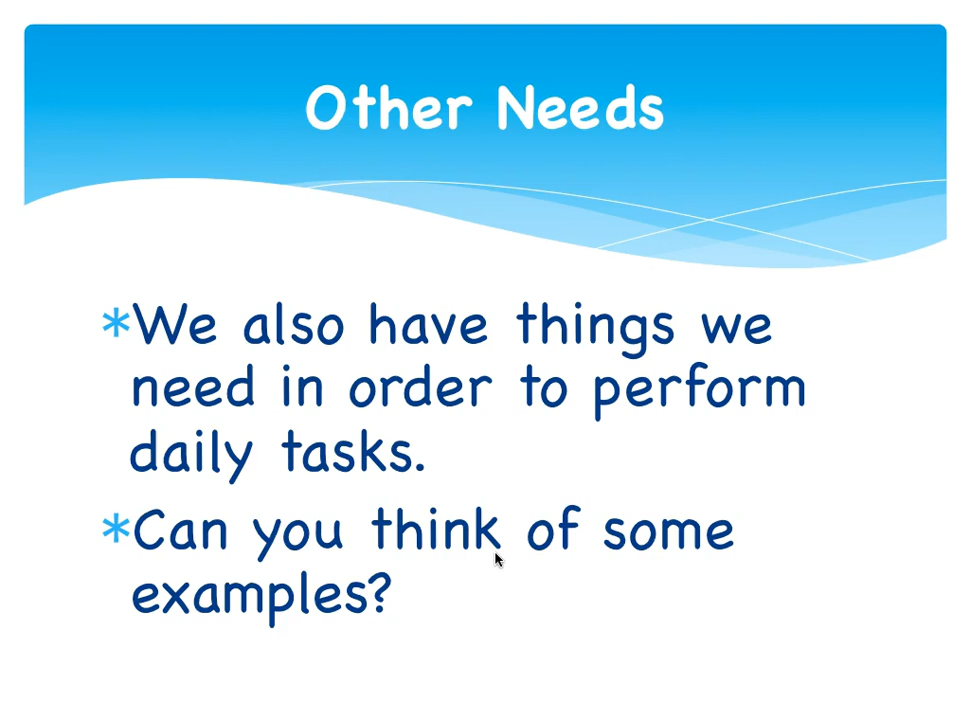 Other Needs
*We also have things we
need in order to perform
daily tasks.
*Can you think of some
examples?